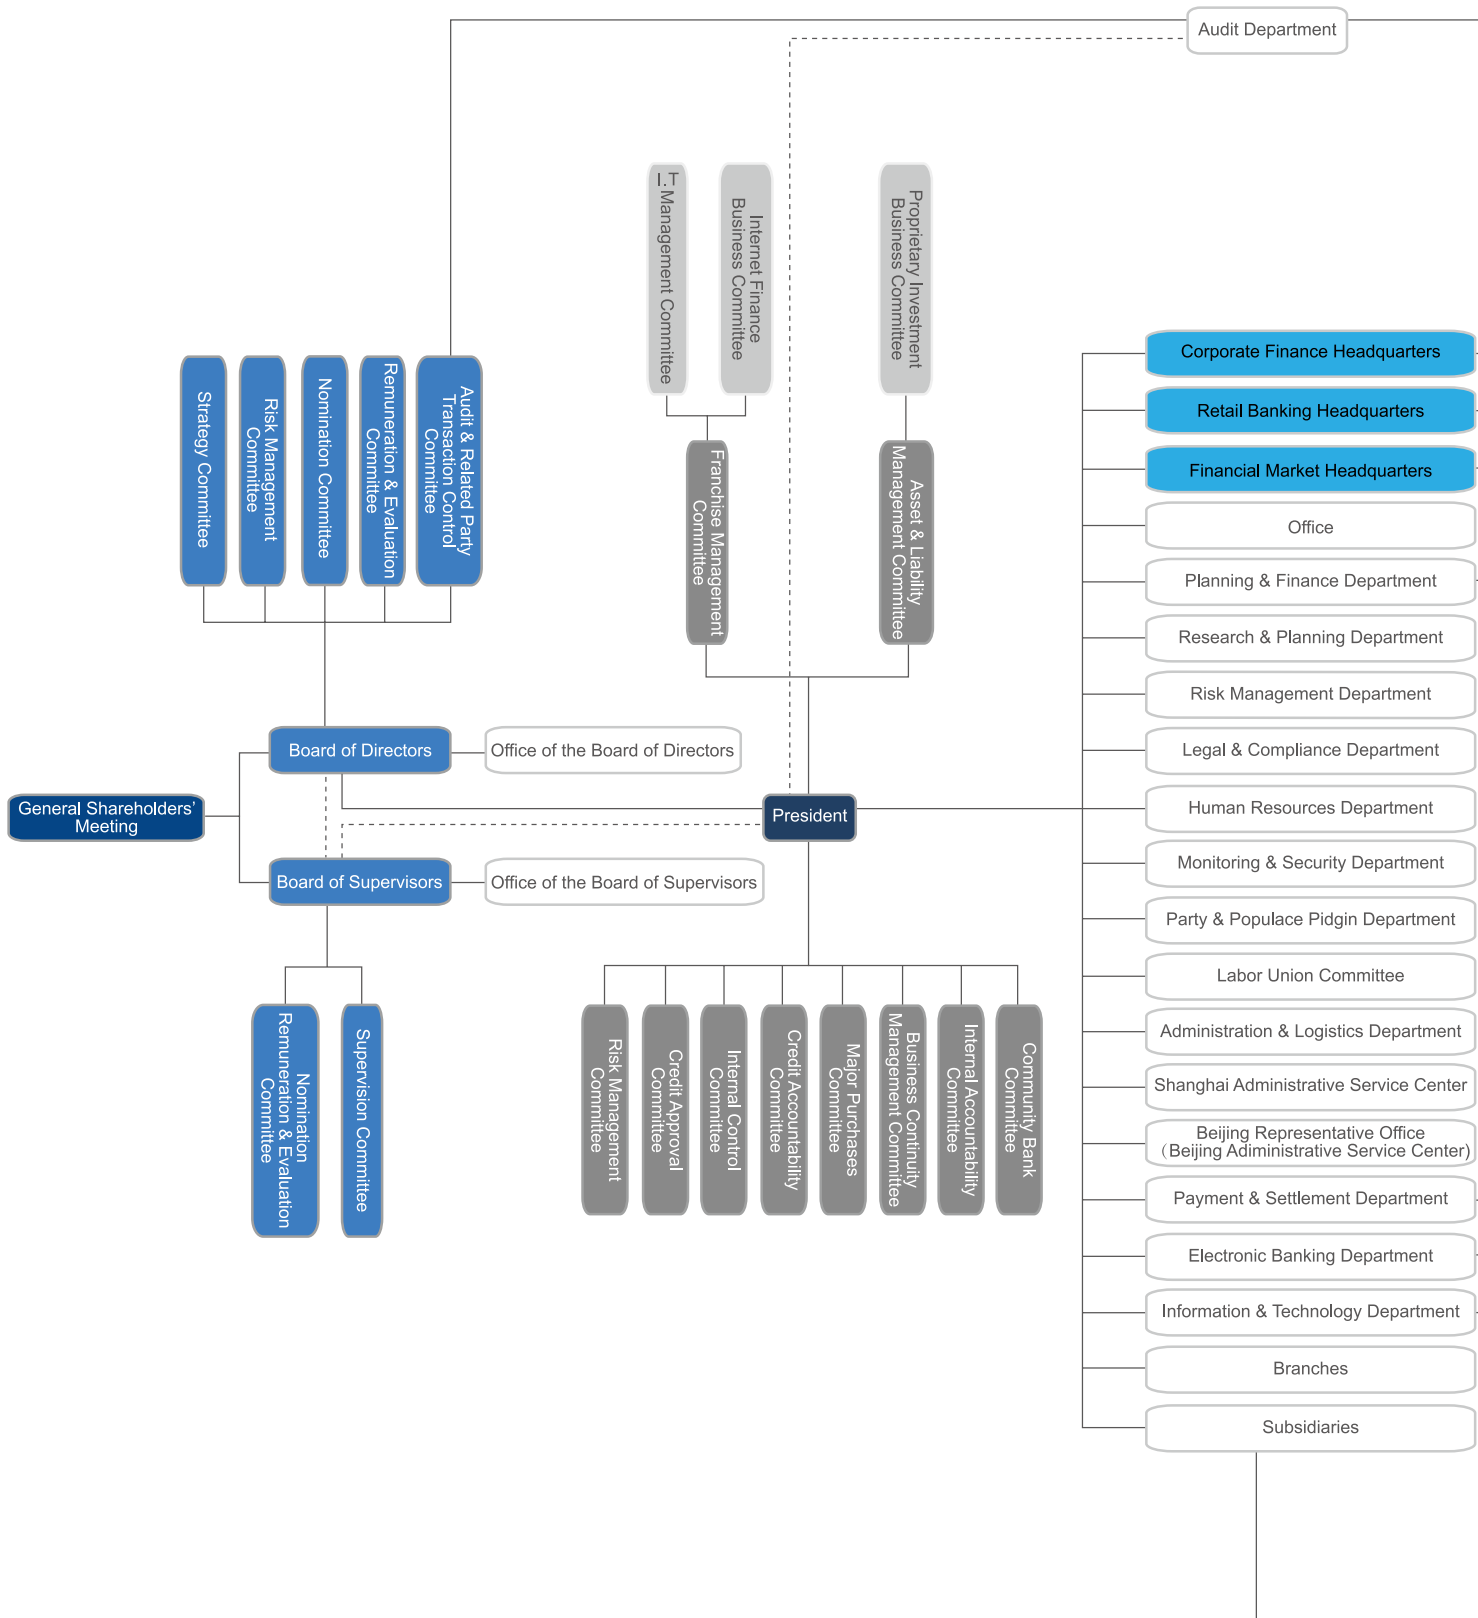 Audit Department
I.T
Management Committee
Internet Finance
Business Committee
Proprietary Investment
Business Committee
Strategy Committee
Risk Management
Committee
Nomination Committee
Remuneration & Evaluation
Committee
Audit & Related Party
Transaction Control
Committee
Franchise Management
Committee
Asset & Liability
Management Committee
Board of Directors
Office of the Board of Directors
General Shareholders’
Meeting
President
Board of Supervisors
Office of the Board of Supervisors
Nomination
Remuneration & Evaluation
Committee
Supervision Committee
Risk Management
Committee
Credit Approval
Committee
Internal Control
Committee
Credit Accountability
Committee
Major Purchases
Committee
Business Continuity
Management Committee
Internal Accountability
Committee
Community Bank
Committee
Corporate Finance Headquarters
Retail Banking Headquarters
Financial Market Headquarters
Office
Planning & Finance Department
Research & Planning Department
Risk Management Department
Legal & Compliance Department
Human Resources Department
Monitoring & Security Department
Party & Populace Pidgin Department
Labor Union Committee
Administration & Logistics Department
Shanghai Administrative Service Center
Beijing Representative Office
（Beijing Adiministrative Service Center)
Payment & Settlement Department
Electronic Banking Department
Information & Technology Department
Branches
Subsidiaries